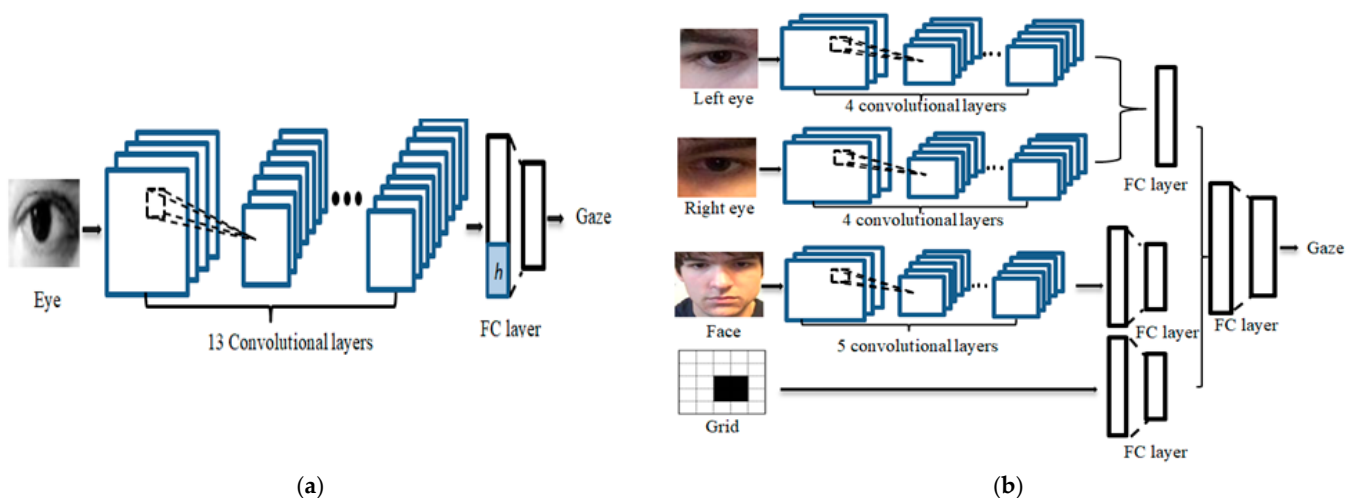 Eye
13 Convolutional layers
h
FC layer
Gaze
(a)
Left eye
4 convolutional layers
Right eye
4 convolutional layers
FC layer
Face
5 convolutional layers
FC layer
Grid
FC layer
FC layer
Gaze
(b)